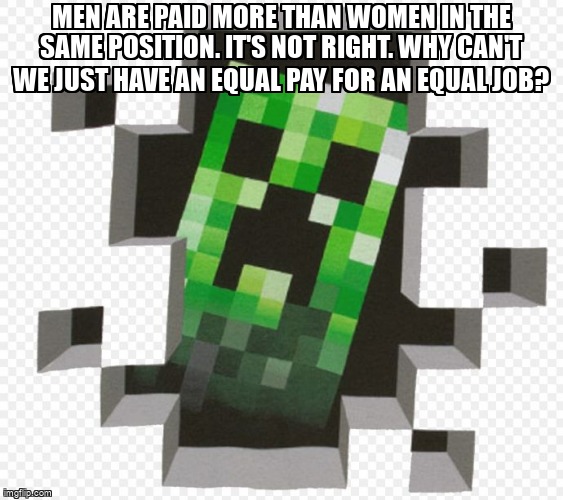 MEN ARE PAID MORE THAN WOMEN IN THE
SAME POSITION. IT'S NOT RIGHT. WHY CAN'T
WE JUST HAVE AN EQUAL PAY FOR AN EQUAL JOB?
imgflip.com